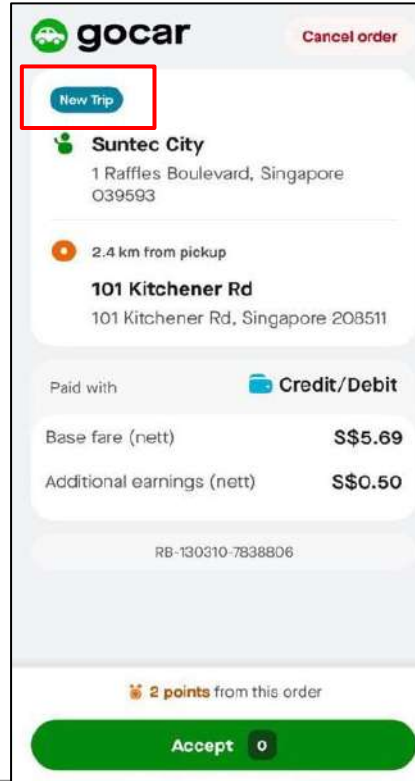 gocar
Cancel order
New Trip
Suntec City
1 Raffles Boulevard, Singapore
039593
2.4 km from pickup
101 Kitchener Rd
101 Kitchener Rd, Singapore 208511
Paid with
Credit/Debit
Base fare (nett)
S$5.69
Additional earnings (nett)
S$0.50
RB-130310-7838806
2 points from this order
Accept 0